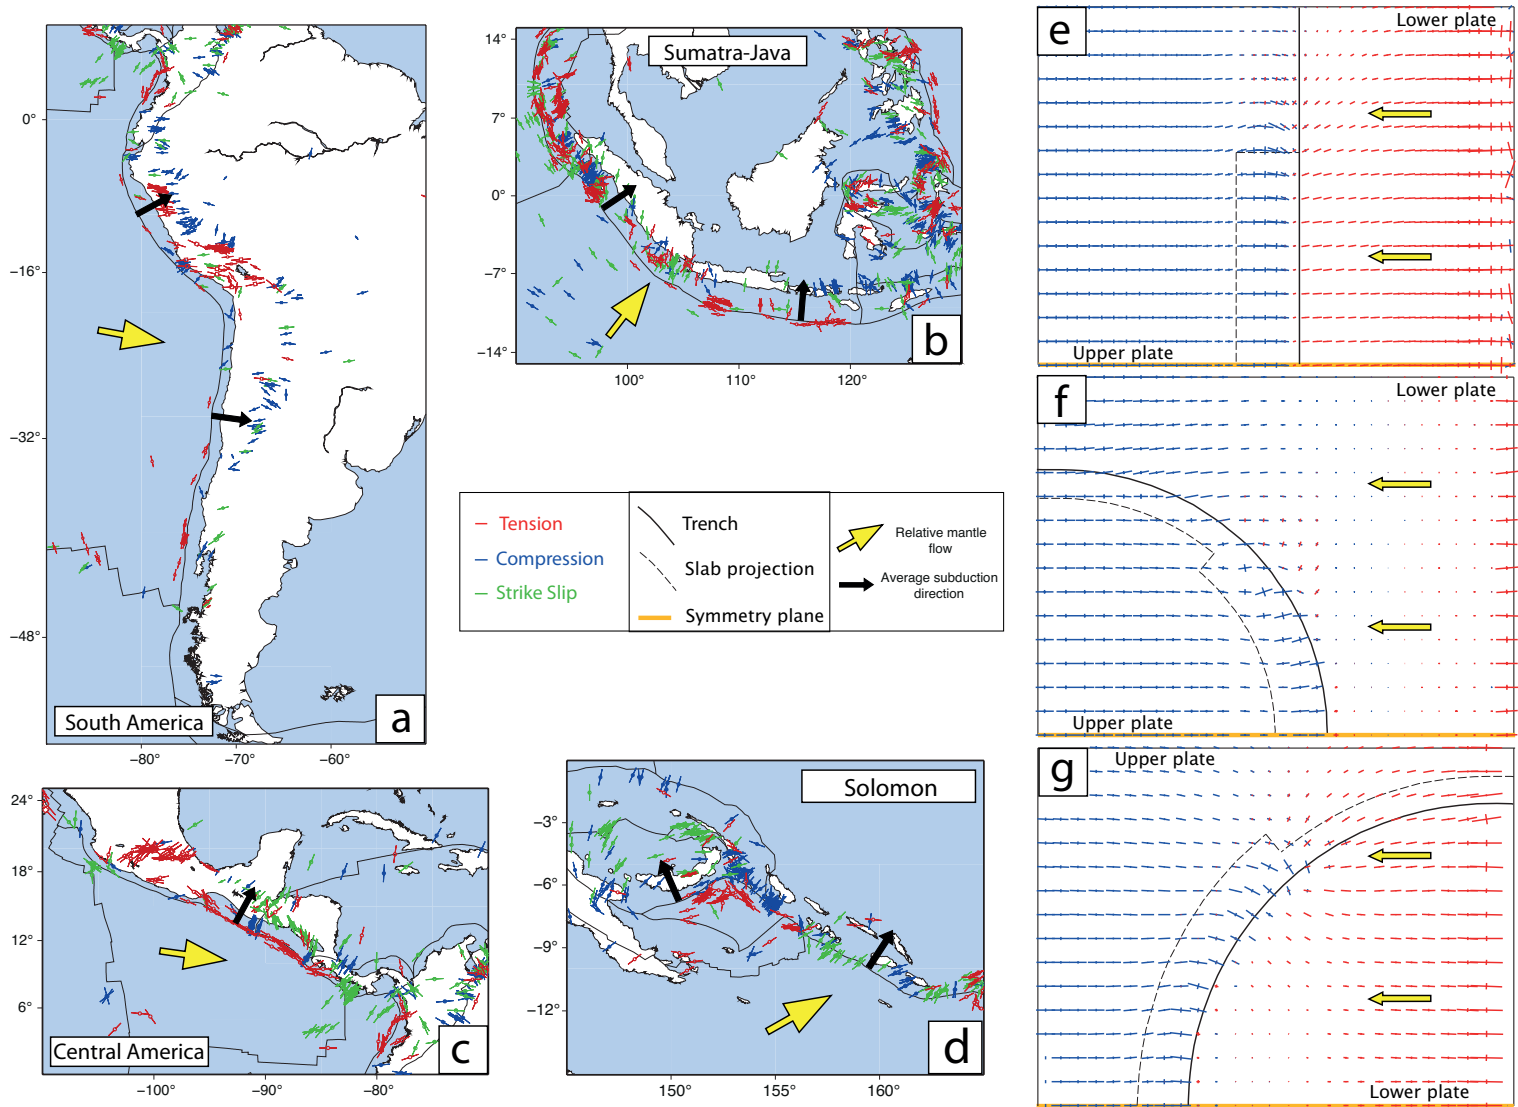 0°
−16°
−32°
−48°
−80°
−70°
−60°
South America
a
14°
7°
0°
−7°
−14°
100°
110°
120°
Sumatra-Java
b
Tension
Compression
Strike Slip
Trench
Slab projection
Symmetry plane
Relative mantle
flow
Average subduction
direction
24°
18°
12°
6°
−100°
−90°
−80°
Central America
c
−3°
−6°
−9°
−12°
150°
155°
160°
Solomon
d
e
Lower plate
Upper plate
f
Lower plate
Upper plate
g
Upper plate
Lower plate